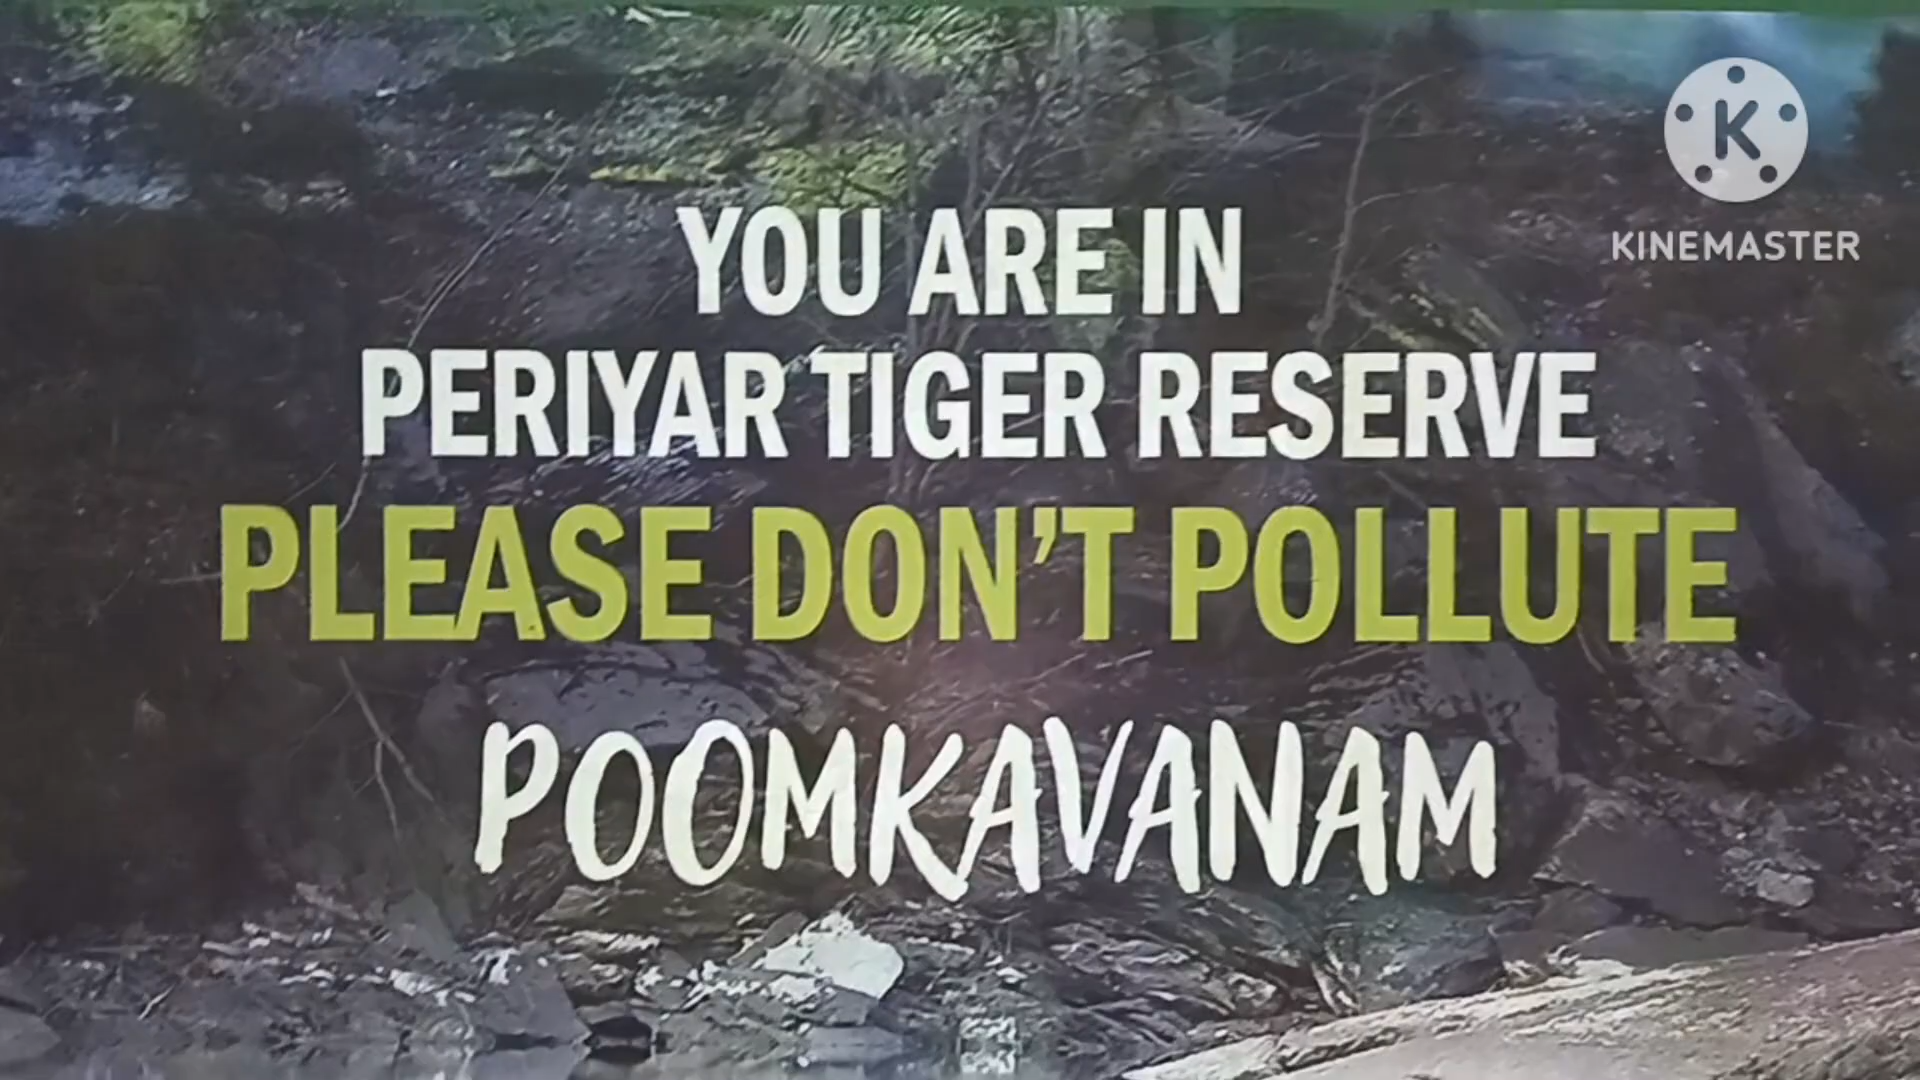 K
KINEMASTER
YOU ARE IN
PERIYAR TIGER RESERVE
PLEASE DON'T POLLUTE
POOMKAVANAM